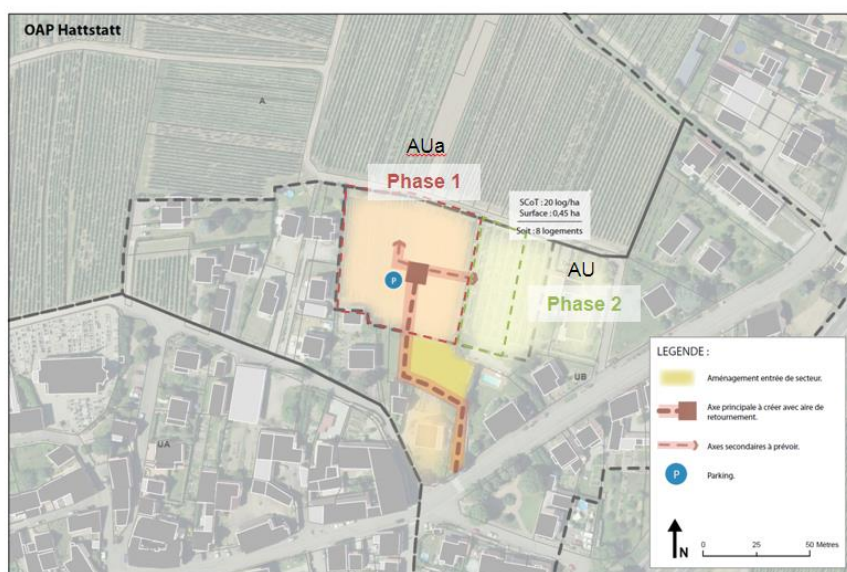 OAP Hattstatt
A
AUa
Phase 1
SCoT : 20 log/ha
Surface : 0,45 ha
Soit : 8 logements
AU
Phase 2
P
UB
UA
LEGENDE :
Aménagement entrée de secteur.
Axe principale à créer avec aire de
retournement.
Axes secondaires à prévoir.
P
Parking.
N
0
25
50 Mètres